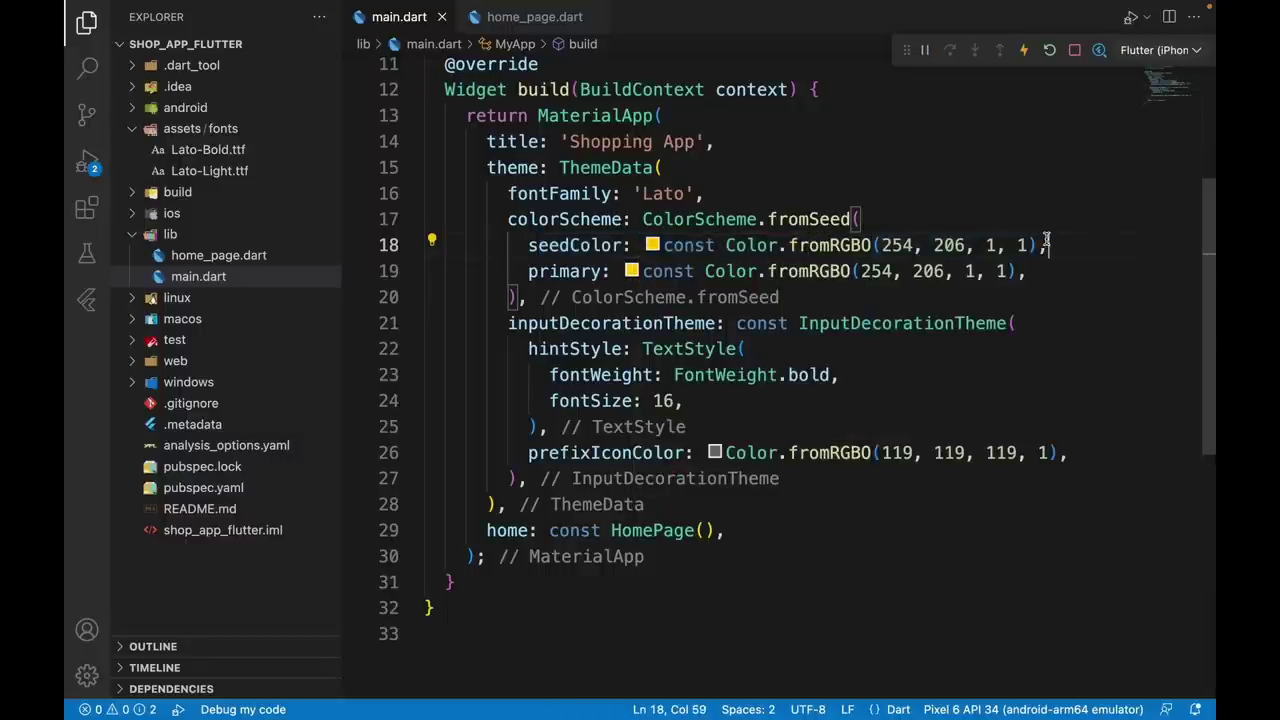 EXPLORER
SHOP_APP_FLUTTER
.dart_tool
.idea
android
assets/fonts
Aa Lato-Bold.ttf
Aa Lato-Light.ttf
build
ios
lib
home_page.dart
main.dart
linux
macos
test
web
windows
.gitignore
.metadata
analysis_options.yaml
pubspec.lock
pubspec.yaml
README.md
shop_app_flutter.iml
OUTLINE
TIMELINE
DEPENDENCIES
2
main.dart
home_page.dart
lib > main.dart > MyApp > build
Flutter (iPhon
11 @override
12 Widget build(BuildContext context) {
13 return MaterialApp(
14 title: 'Shopping App',
15 theme: ThemeData(
16 fontFamily: 'Lato',
17 colorScheme: ColorScheme.fromSeed(
18 seedColor: const Color.fromRGBO(254, 206, 1, 1),
19 primary: const Color.fromRGBO(254, 206, 1, 1),
20 ), // ColorScheme.fromSeed
21 inputDecorationTheme: const InputDecorationTheme(
22 hintStyle: TextStyle(
23 fontWeight: FontWeight.bold,
24 fontSize: 16,
25 ), // TextStyle
26 prefixIconColor: Color.fromRGBO(119, 119, 119, 1),
27 ), // InputDecorationTheme
28 ), // ThemeData
29 home: const HomePage(),
30 ); // MaterialApp
31 }
32 }
33
0 0 2 Debug my code Ln 18, Col 59 Spaces: 2 UTF-8 LF {} Dart Pixel 6 API 34 (android-arm64 emulator)